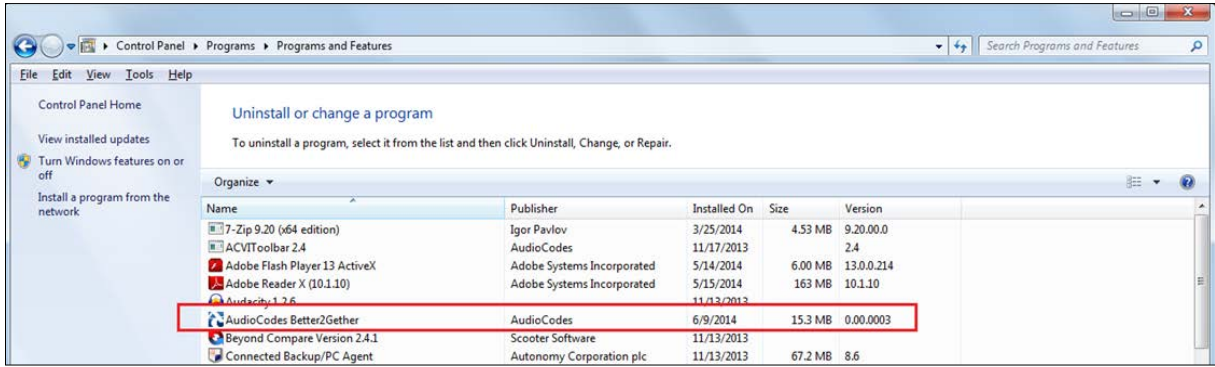 Control Panel Programs Programs and Features
Search Programs and Features
File Edit View Tools Help
Control Panel Home
View installed updates
Turn Windows features on or
off
Install a program from the
network
Uninstall or change a program
To uninstall a program, select it from the list and then click Uninstall, Change, or Repair.
Organize
Name Publisher Installed On Size Version
7-Zip 9.20 (x64 edition) Igor Pavlov 3/25/2014 4.53 MB 9.20.00.0
ACVIToolbar 2.4 AudioCodes 11/17/2013 2.4
Adobe Flash Player 13 ActiveX Adobe Systems Incorporated 5/14/2014 6.00 MB 13.0.0.214
Adobe Reader X (10.1.10) Adobe Systems Incorporated 5/15/2014 163 MB 10.1.10
Audacity 1.2.6 11/13/2013
AudioCodes Better2Gether AudioCodes 6/9/2014 15.3 MB 0.00.0003
Beyond Compare Version 2.4.1 Scooter Software 11/13/2013
Connected Backup/PC Agent Autonomy Corporation plc 11/13/2013 67.2 MB 8.6